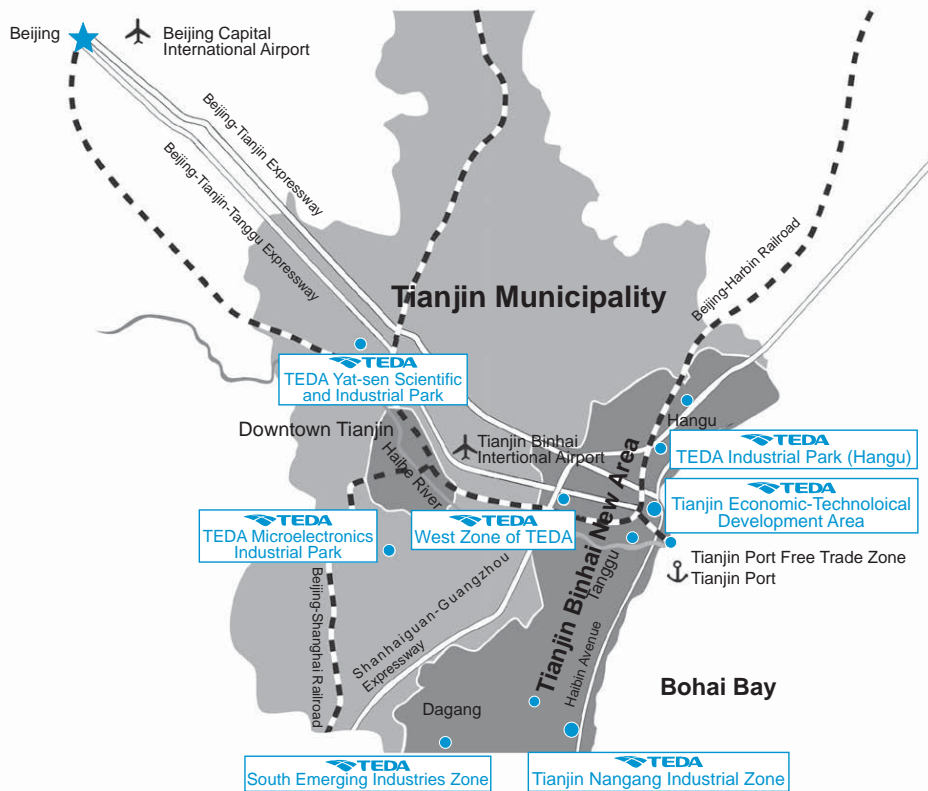 Beijing
Beijing Capital
International Airport
Beijing-Tianjin Expressway
Beijing-Tianjin-Tanggu Expressway
Beijing-Harbin Railroad
Tianjin Municipality
TEDA
TEDA Yat-sen Scientific
and Industrial Park
Hangu
Downtown Tianjin
Tianjin Binhai
Intertional Airport
TEDA
TEDA Industrial Park (Hangu)
Haihe River
TEDA
Tianjin Economic-Technoloical
Development Area
TEDA
TEDA Microelectronics
Industrial Park
TEDA
West Zone of TEDA
Tianjin Binhai New Area
Tanggu
Tianjin Port Free Trade Zone
Tianjin Port
Beijing-Shanghai Railroad
Shanhaiguan-Guangzhou
Expressway
Haibin Avenue
Bohai Bay
Dagang
TEDA
South Emerging Industries Zone
TEDA
Tianjin Nangang Industrial Zone